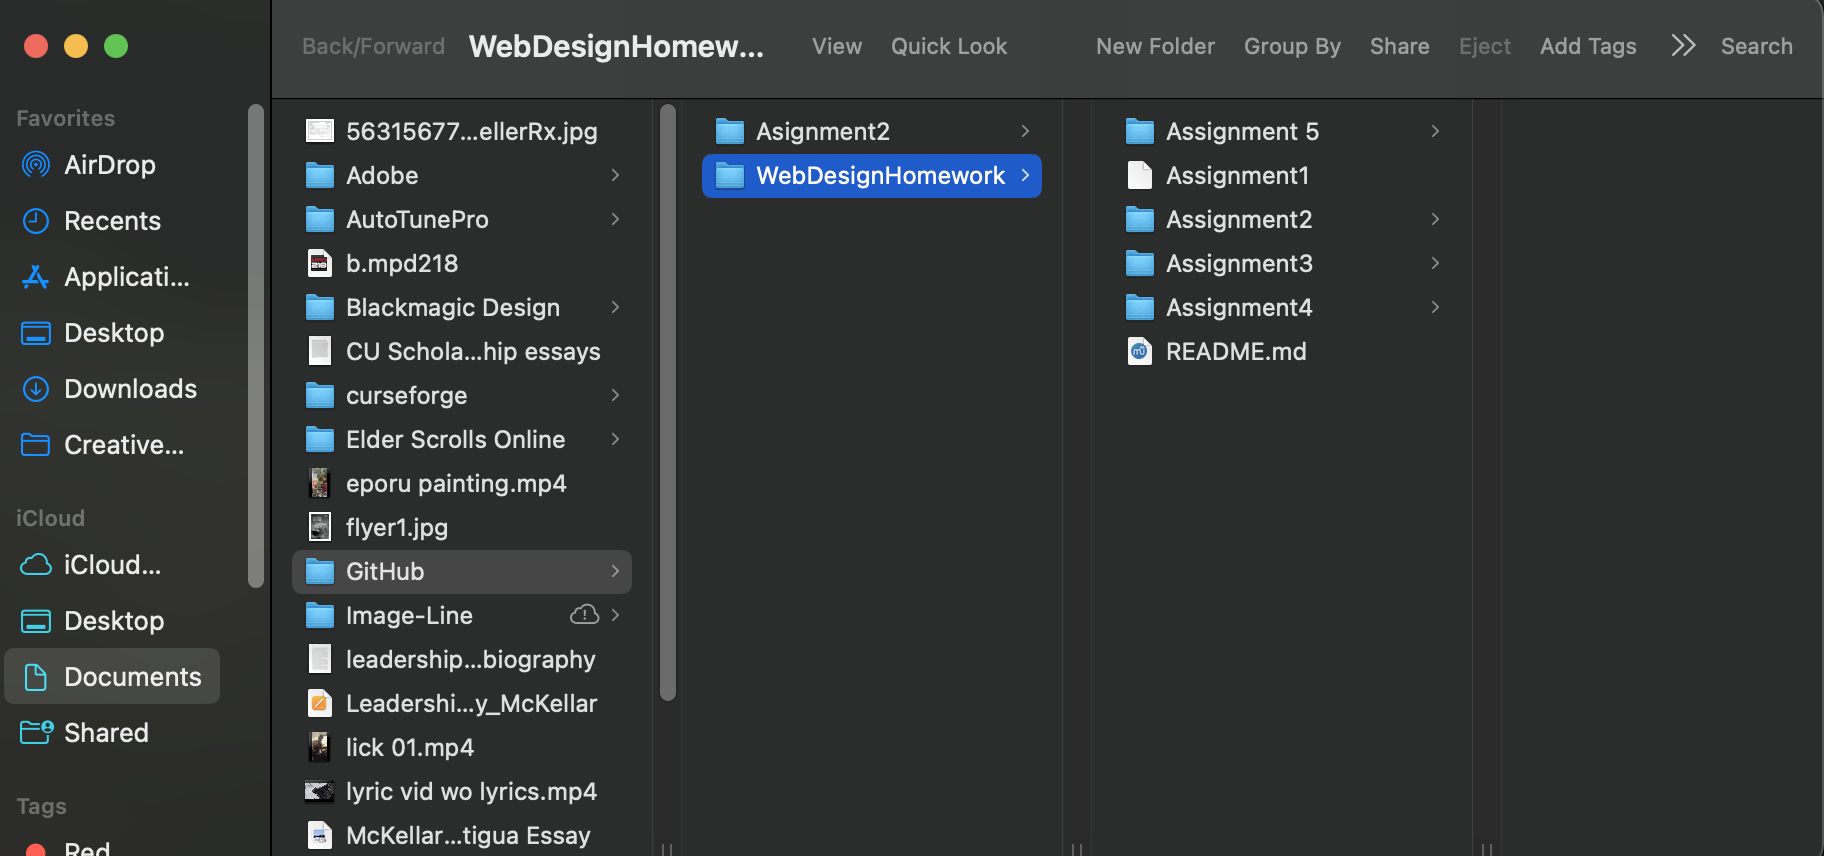 Back/Forward WebDesignHomew... View Quick Look New Folder Group By Share Eject Add Tags Search
Favorites
AirDrop
Recents
Applicati...
Desktop
Downloads
Creative...
iCloud
iCloud...
Desktop
Documents
Shared
Tags
Red
56315677...ellerRx.jpg
Adobe
AutoTunePro
b.mpd218
Blackmagic Design
CU Schola...hip essays
curseforge
Elder Scrolls Online
eporu painting.mp4
flyer1.jpg
GitHub
Image-Line
leadership...biography
Leadershi...y_McKellar
lick 01.mp4
lyric vid wo lyrics.mp4
McKellar...tigua Essay
Asignment2
WebDesignHomework
Assignment 5
Assignment1
Assignment2
Assignment3
Assignment4
README.md